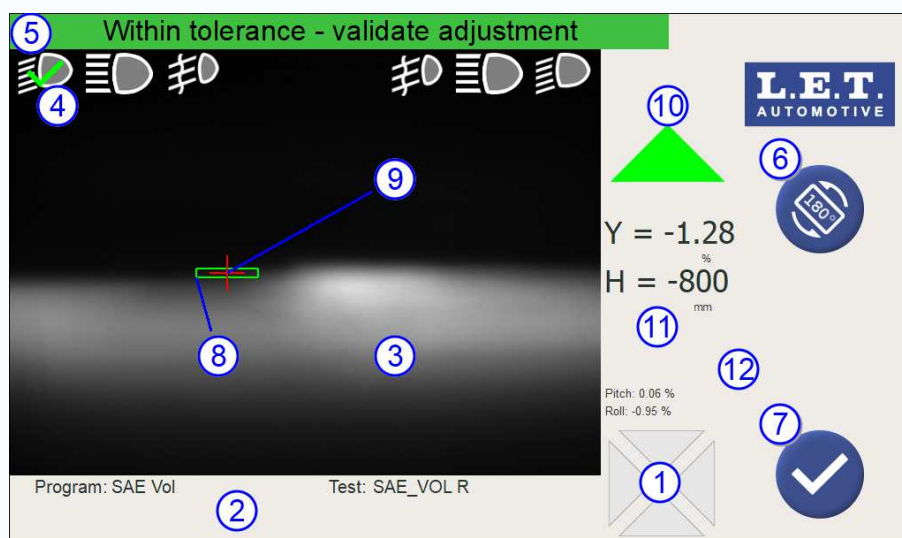 Within tolerance - validate adjustment
5
4
10
L.E.T.
AUTOMOTIVE
6
180°
9
Y = -1.28
%
H = -800
mm
8
3
11
12
Pitch: 0.06 %
Roll: -0.95 %
7
1
Program: SAE Vol
Test: SAE_VOL R
2